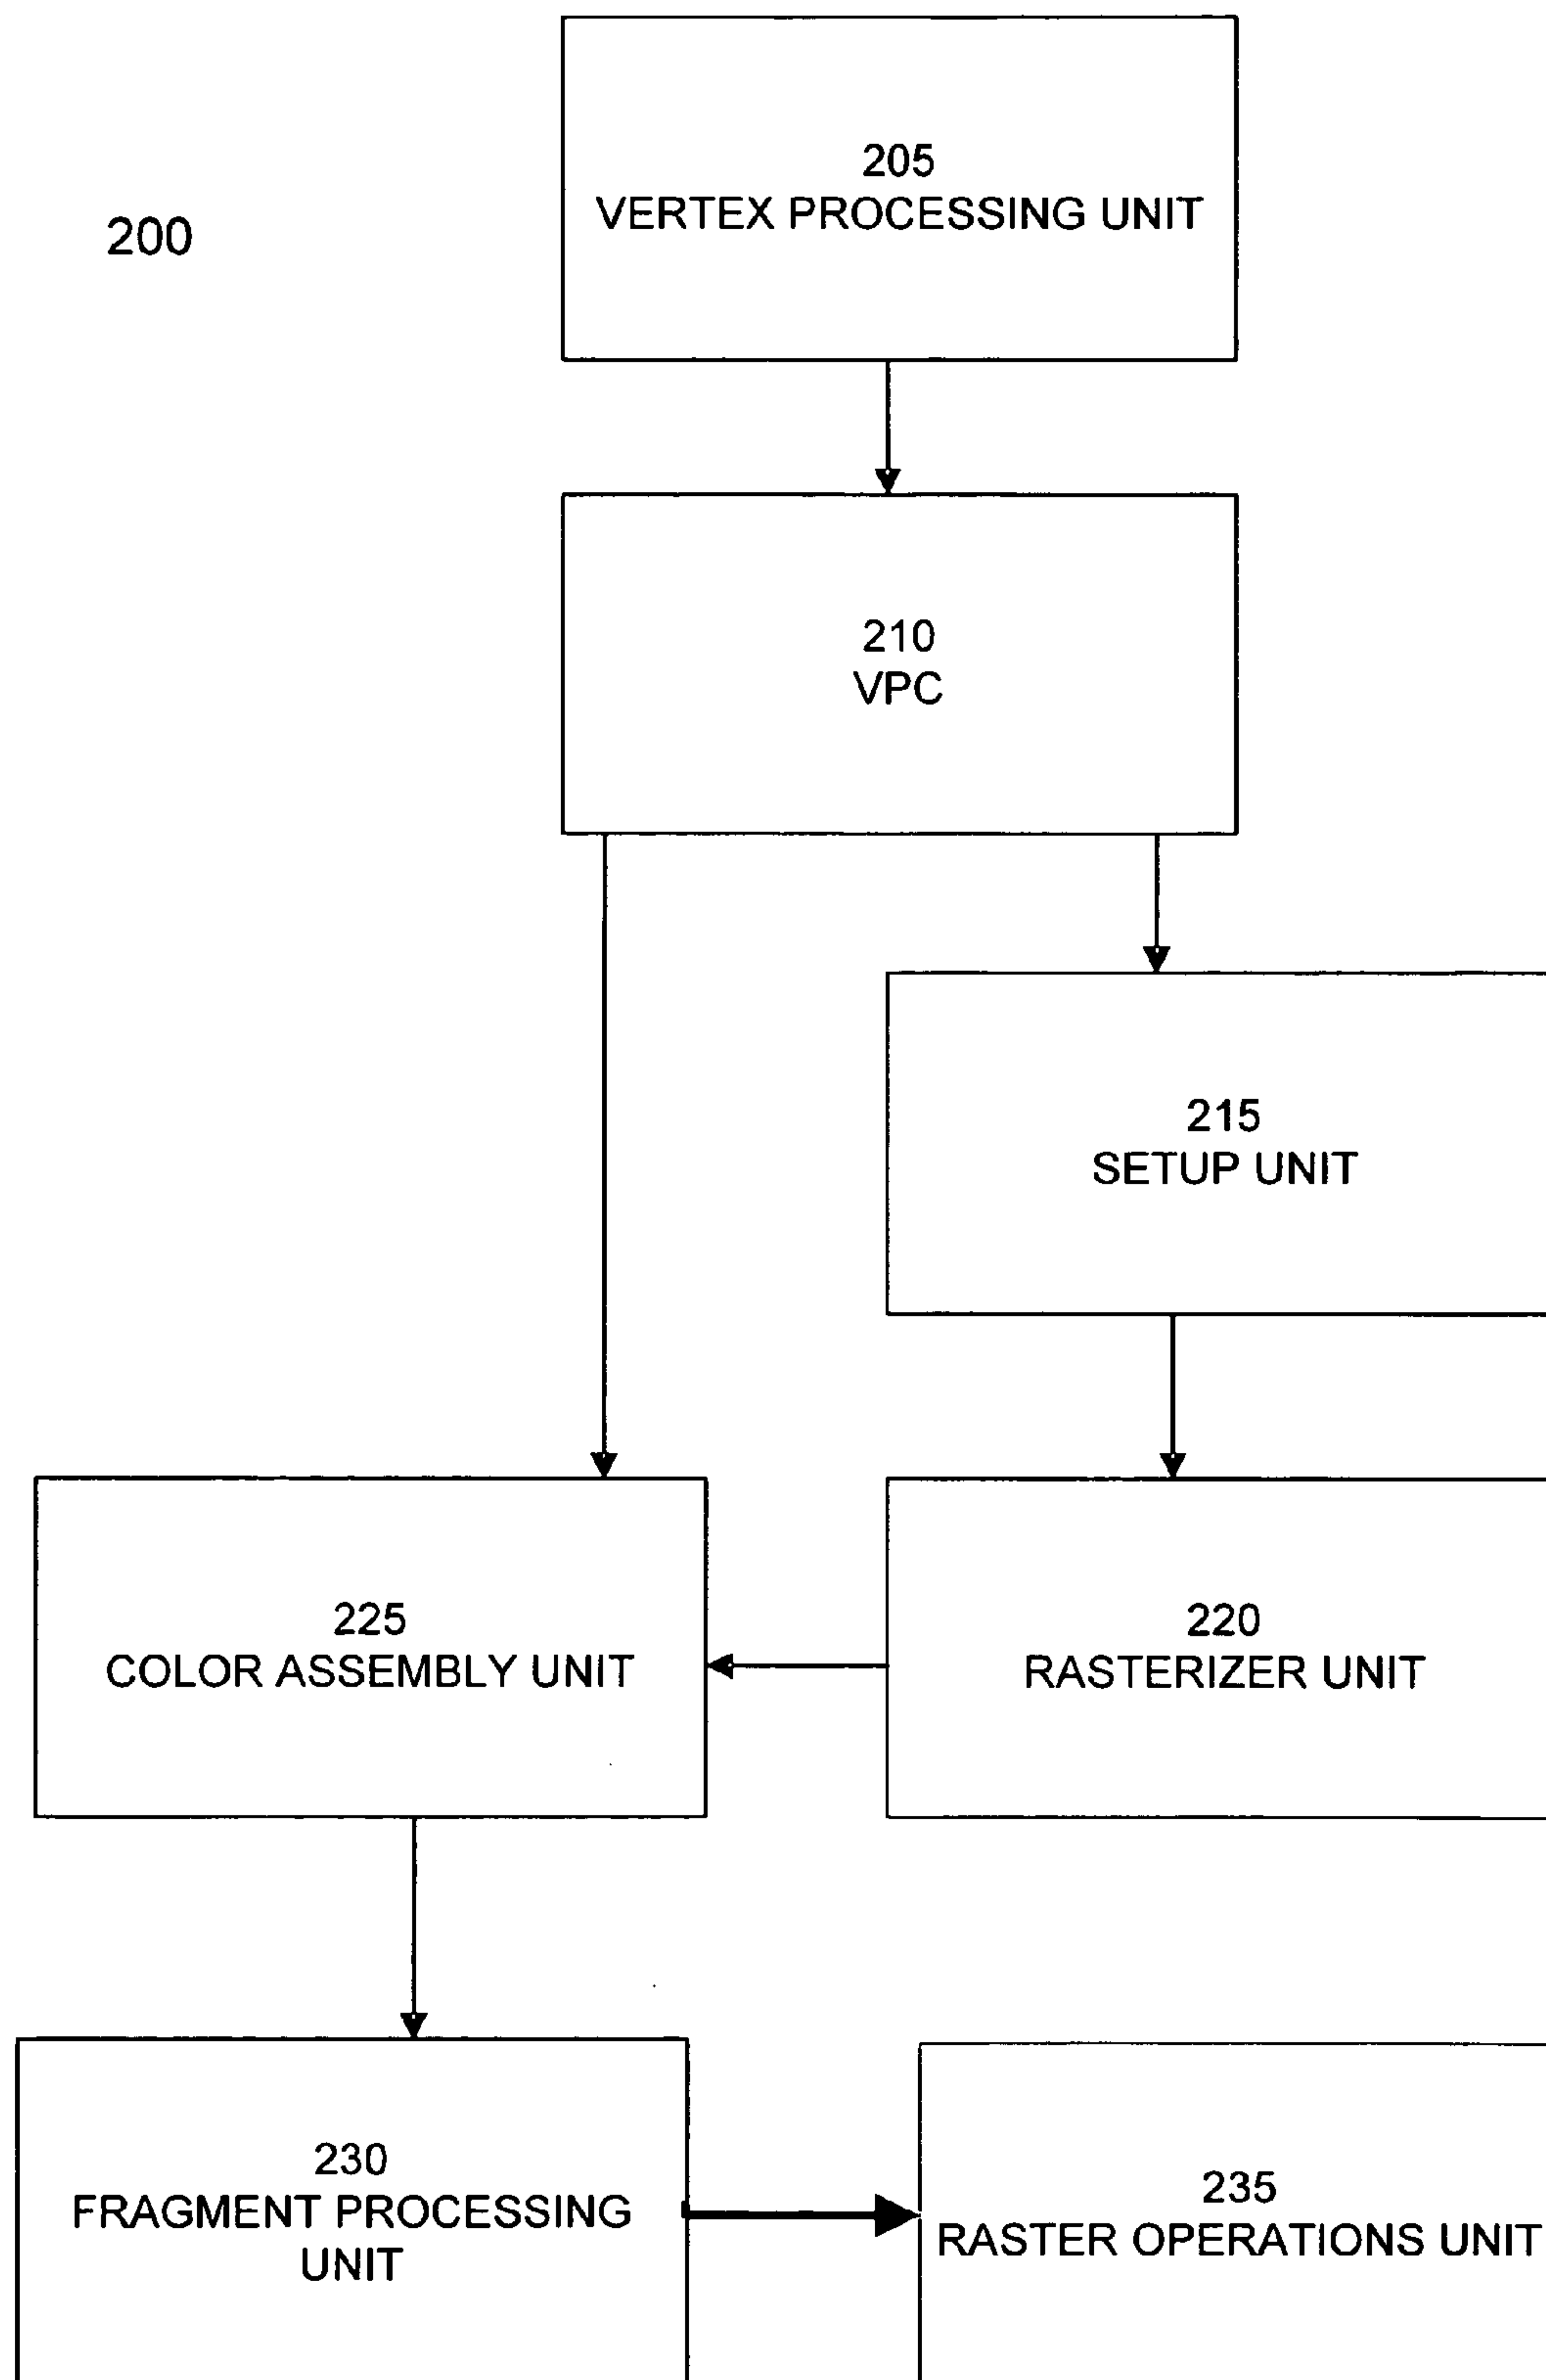 205
VERTEX PROCESSING UNIT
200
210
VPC
215
SETUP UNIT
225
COLOR ASSEMBLY UNIT
220
RASTERIZER UNIT
230
FRAGMENT PROCESSING
UNIT
235
RASTER OPERATIONS UNIT